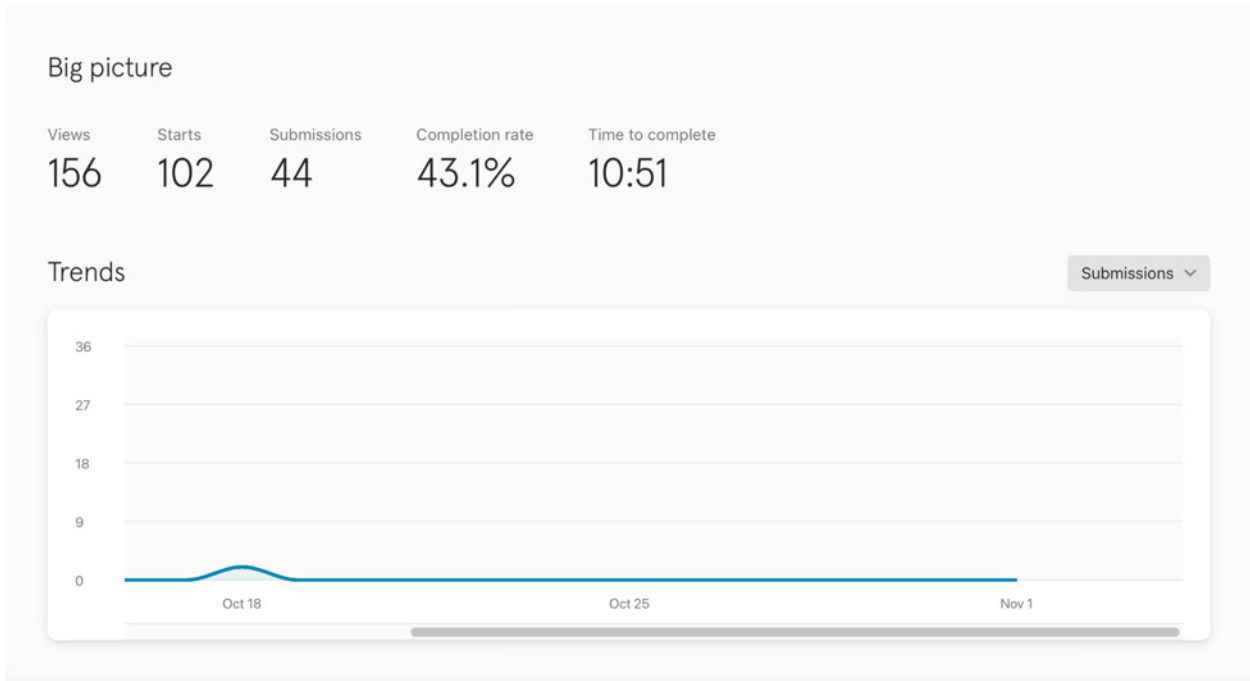 Big picture
Views Starts Submissions Completion rate Time to complete
156 102 44 43.1% 10:51
Trends
Submissions
36
27
18
9
0
Oct 18 Oct 25 Nov 1